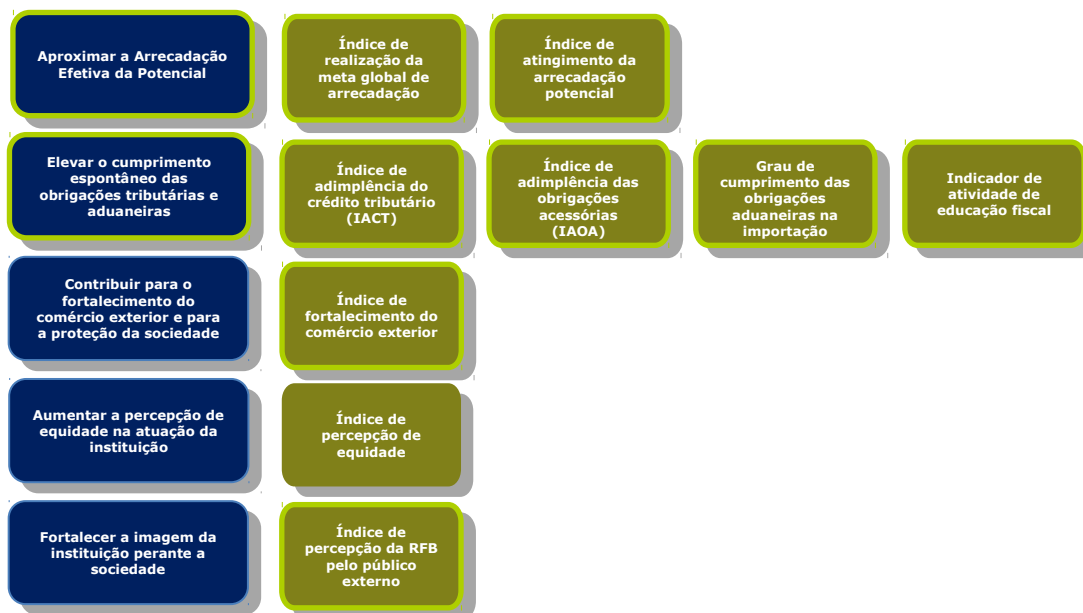 Aproximar a Arrecadação
Efetiva da Potencial
Índice de
realização da
meta global de
arrecadação
Índice de
atingimento da
arrecadação
potencial
Elevar o cumprimento
espontâneo das
obrigações tributárias e
aduaneiras
Índice de
adimplência do
crédito tributário
(IACT)
Índice de
adimplência das
obrigações
acessórias
(IAOA)
Grau de
cumprimento das
obrigações
aduaneiras na
importação
Indicador de
atividade de
educação fiscal
Contribuir para o
fortalecimento do
comércio exterior e para
a proteção da sociedade
Índice de
fortalecimento do
comércio exterior
Aumentar a percepção de
equidade na atuação da
instituição
Índice de
percepção de
equidade
Fortalecer a imagem da
instituição perante a
sociedade
Índice de
percepção da RFB
pelo público
externo